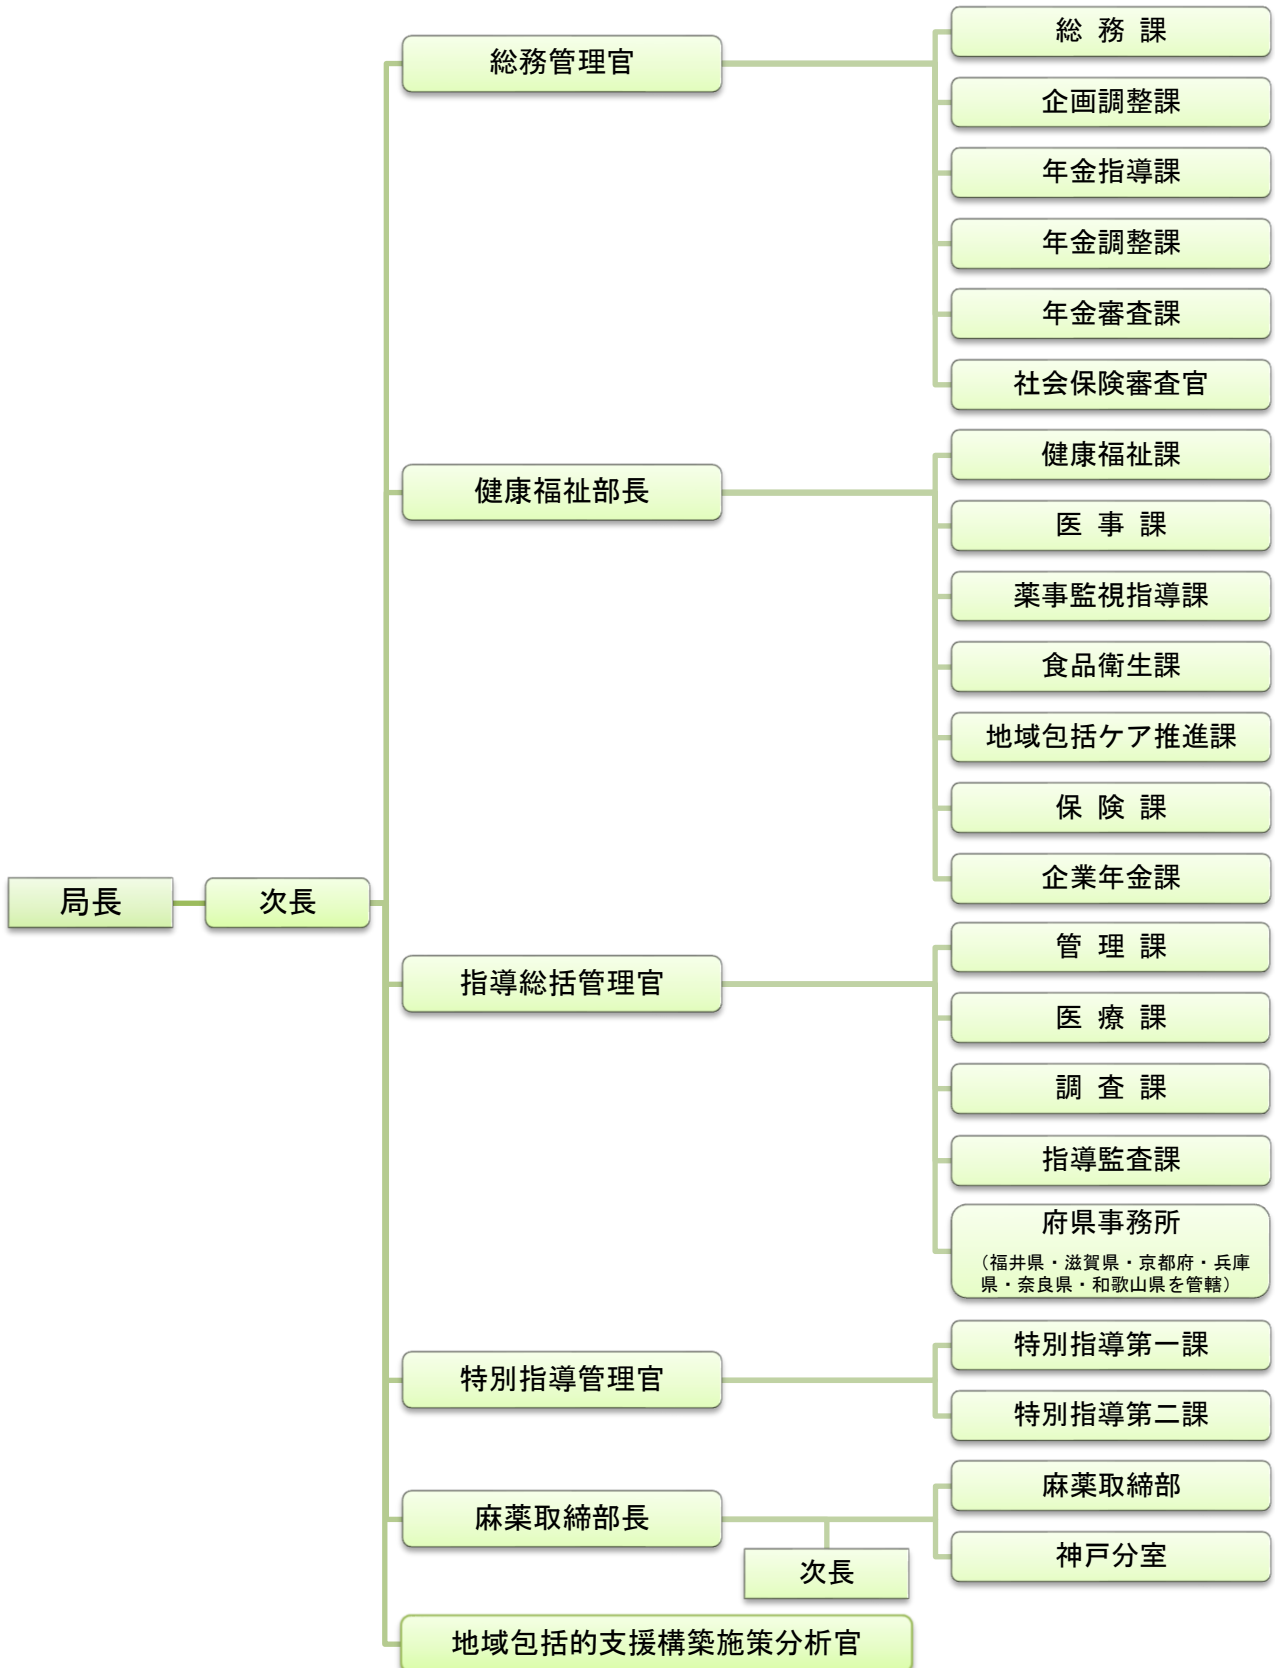 総務管理官
総 務 課
企画調整課
年金指導課
年金調整課
年金審査課
社会保険審査官
健康福祉部長
健康福祉課
医 事 課
薬事監視指導課
食品衛生課
地域包括ケア推進課
保 険 課
企業年金課
局長
次長
指導総括管理官
管 理 課
医 療 課
調 査 課
指導監査課
府県事務所
（福井県・滋賀県・京都府・兵庫
県・奈良県・和歌山県を管轄）
特別指導管理官
特別指導第一課
特別指導第二課
麻薬取締部長
次長
麻薬取締部
神戸分室
地域包括的支援構築施策分析官